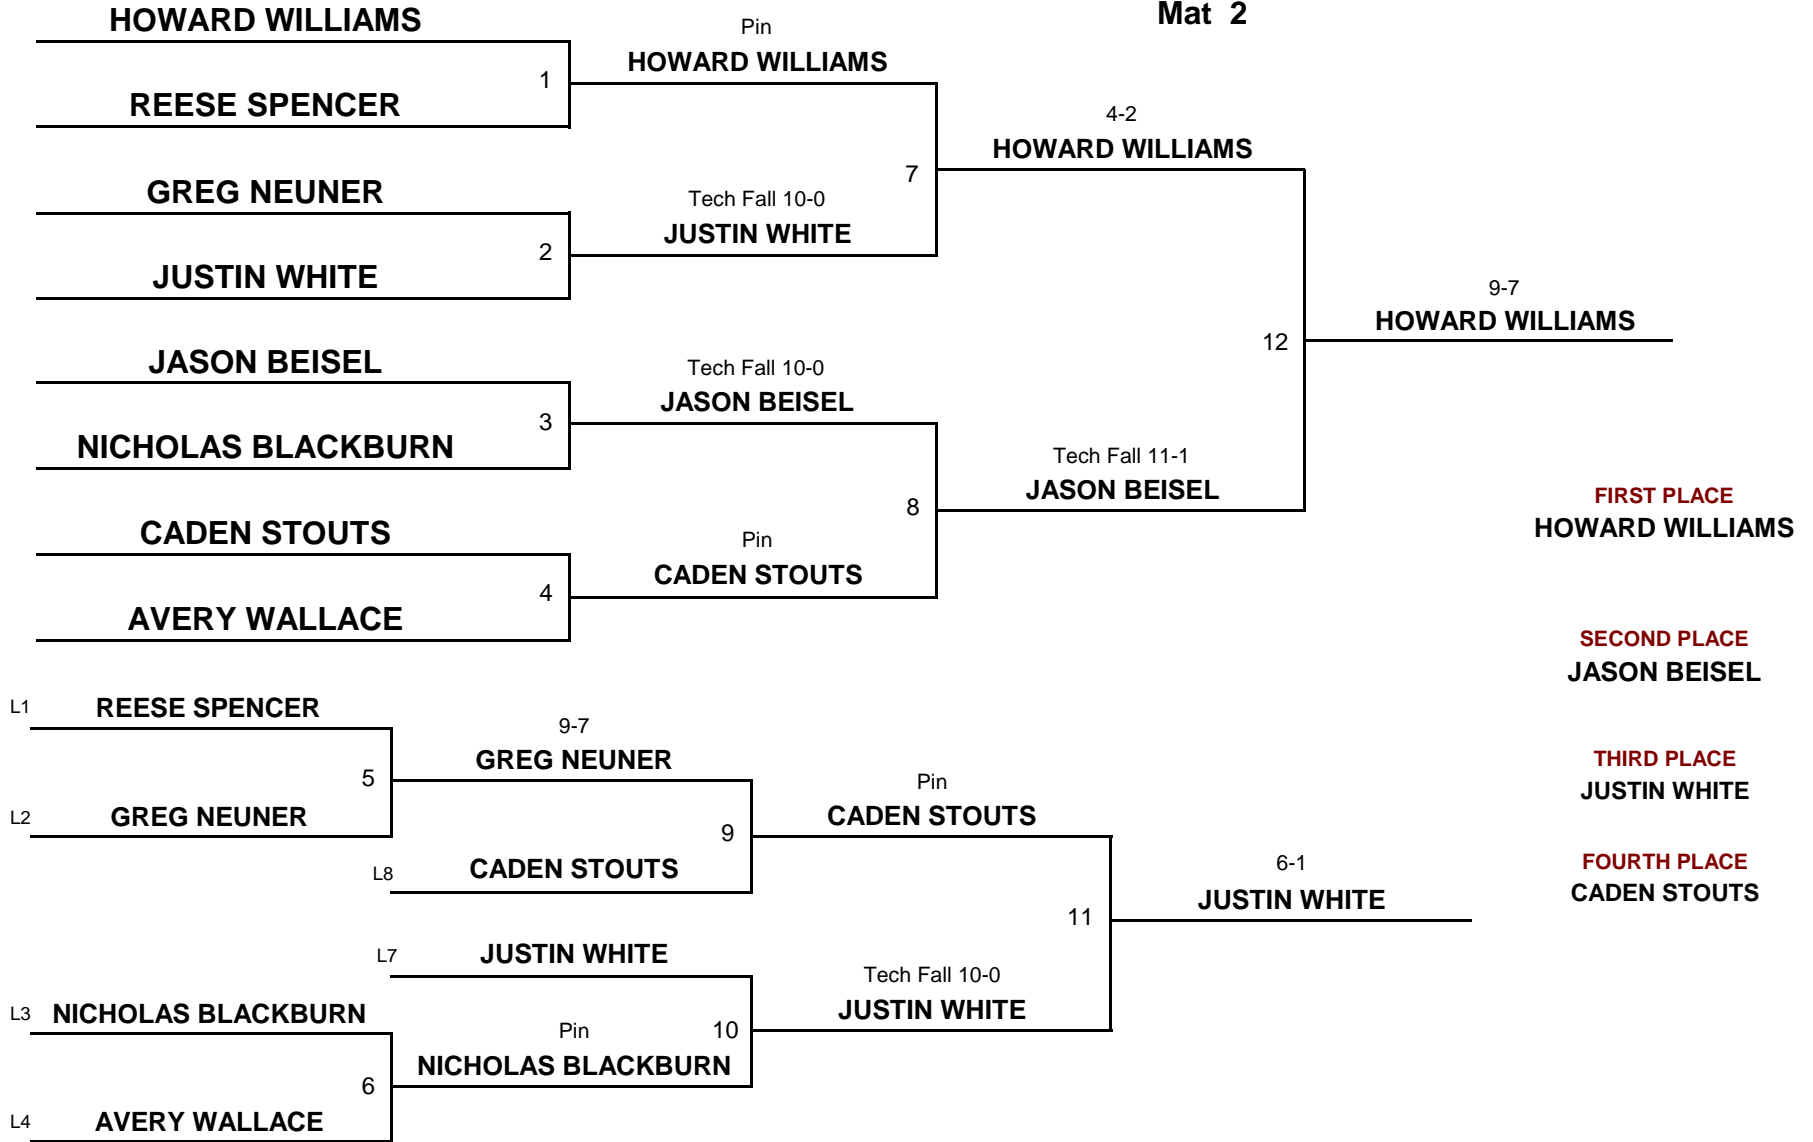 Mat 2
HOWARD WILLIAMS
1
REESE SPENCER
GREG NEUNER
2
JUSTIN WHITE
JASON BEISEL
3
NICHOLAS BLACKBURN
CADEN STOUTS
4
AVERY WALLACE
Pin
HOWARD WILLIAMS
7
Tech Fall 10-0
JUSTIN WHITE
Tech Fall 10-0
JASON BEISEL
8
Pin
CADEN STOUTS
4-2
HOWARD WILLIAMS
12
Tech Fall 11-1
JASON BEISEL
9-7
HOWARD WILLIAMS
L1 REESE SPENCER
5
L2 GREG NEUNER
9-7
GREG NEUNER
9
L8 CADEN STOUTS
L7 JUSTIN WHITE
10
L3 NICHOLAS BLACKBURN
6
L4 AVERY WALLACE
Pin
NICHOLAS BLACKBURN
Pin
CADEN STOUTS
11
Tech Fall 10-0
JUSTIN WHITE
6-1
JUSTIN WHITE
FIRST PLACE
HOWARD WILLIAMS
SECOND PLACE
JASON BEISEL
THIRD PLACE
JUSTIN WHITE
FOURTH PLACE
CADEN STOUTS